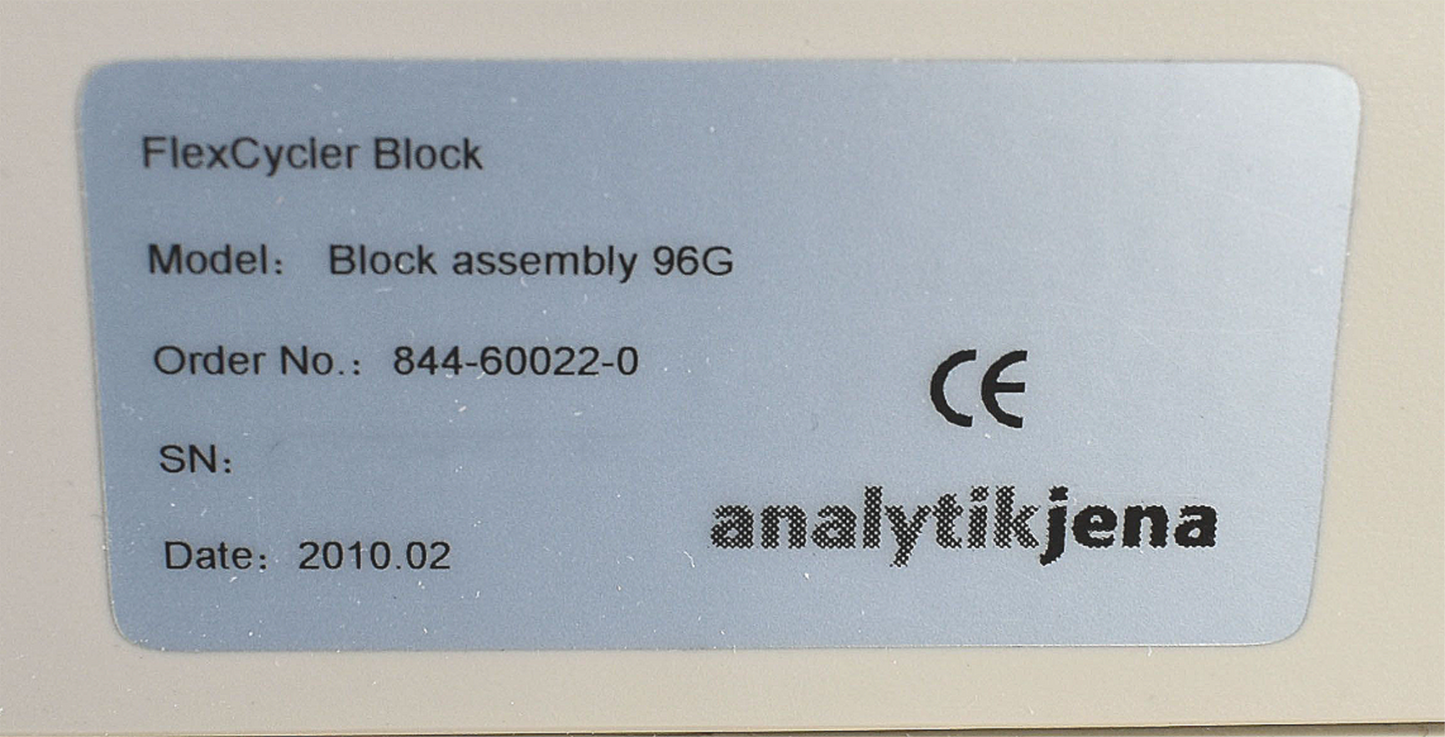 FlexCycler Block
Model: Block assembly 96G
Order No.: 844-60022-0
SN:
Date: 2010.02
CE
analytikjena